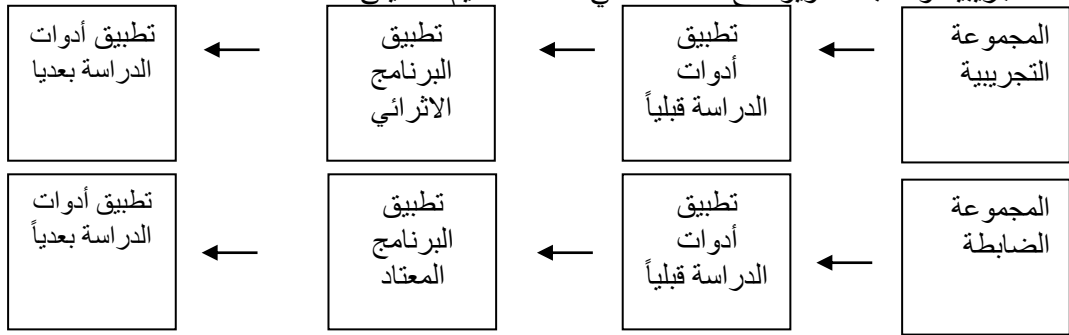 المجموعة
التجريبية
تطبيق
أدوات
الدراسة قبلياً
تطبيق
البرنامج
الاثرائي
تطبيق أدوات
الدراسة بعديا
المجموعة
الضابطة
تطبيق
أدوات
الدراسة قبلياً
تطبيق
البرنامج
المعتاد
تطبيق أدوات
الدراسة بعدياً